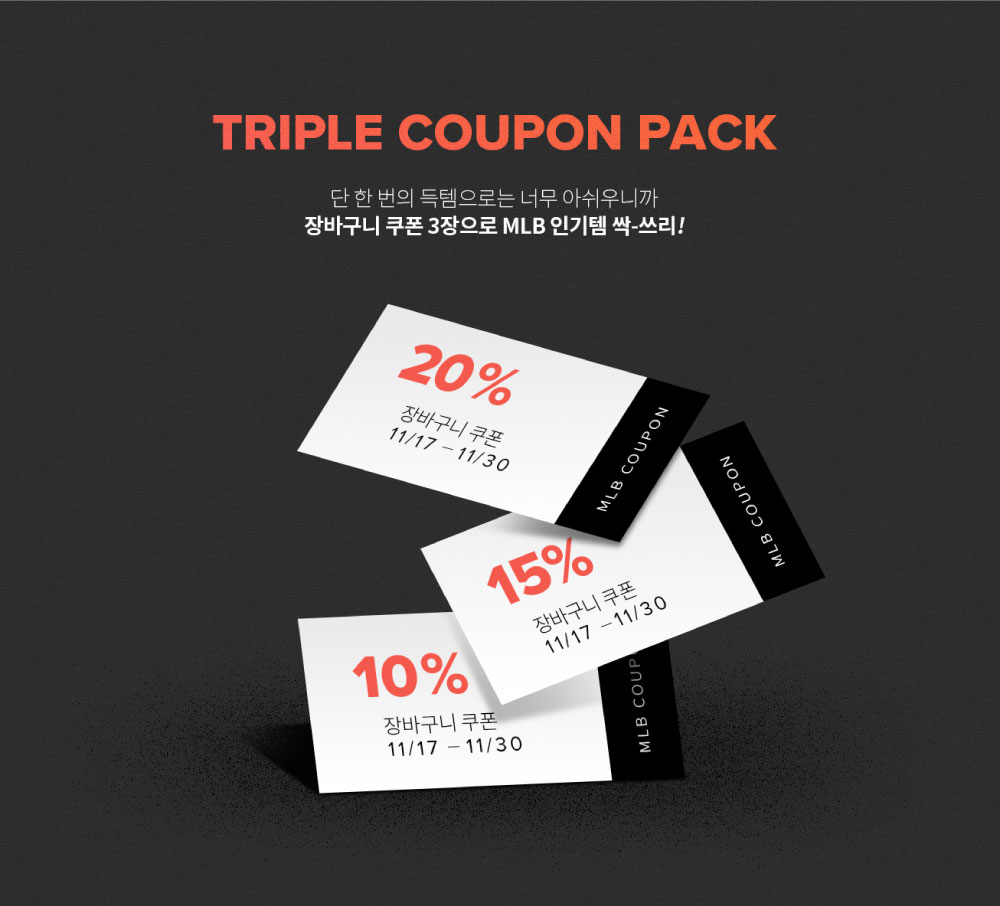 TRIPLE COUPON PACK
단 한 번의 득템으로는 너무 아쉬우니까
장바구니 쿠폰 3장으로 MLB 인기템 싹-쓰리!
20%
장바구니 쿠폰
11/17 – 11/30
MLB COUPON
15%
장바구니 쿠폰
11/17 – 11/30
MLB COUPON
10%
장바구니 쿠폰
11/17 – 11/30
MLB COUP